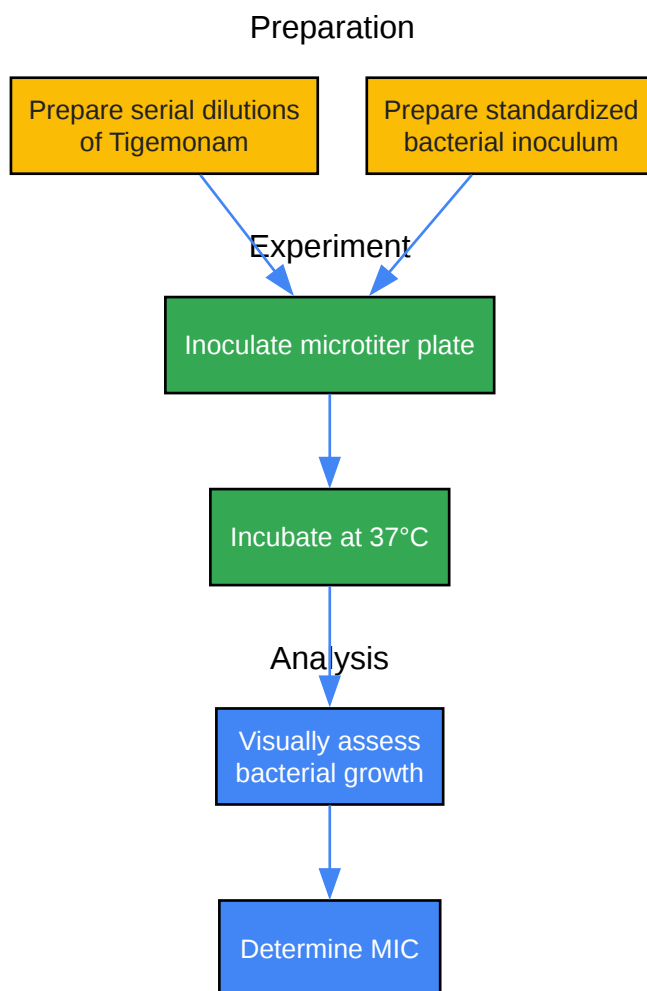 Preparation
Prepare serial dilutions
of Tigemonam
Prepare standardized
bacterial inoculum
Experiment
Inoculate microtiter plate
Incubate at 37°C
Analysis
Visually assess
bacterial growth
Determine MIC